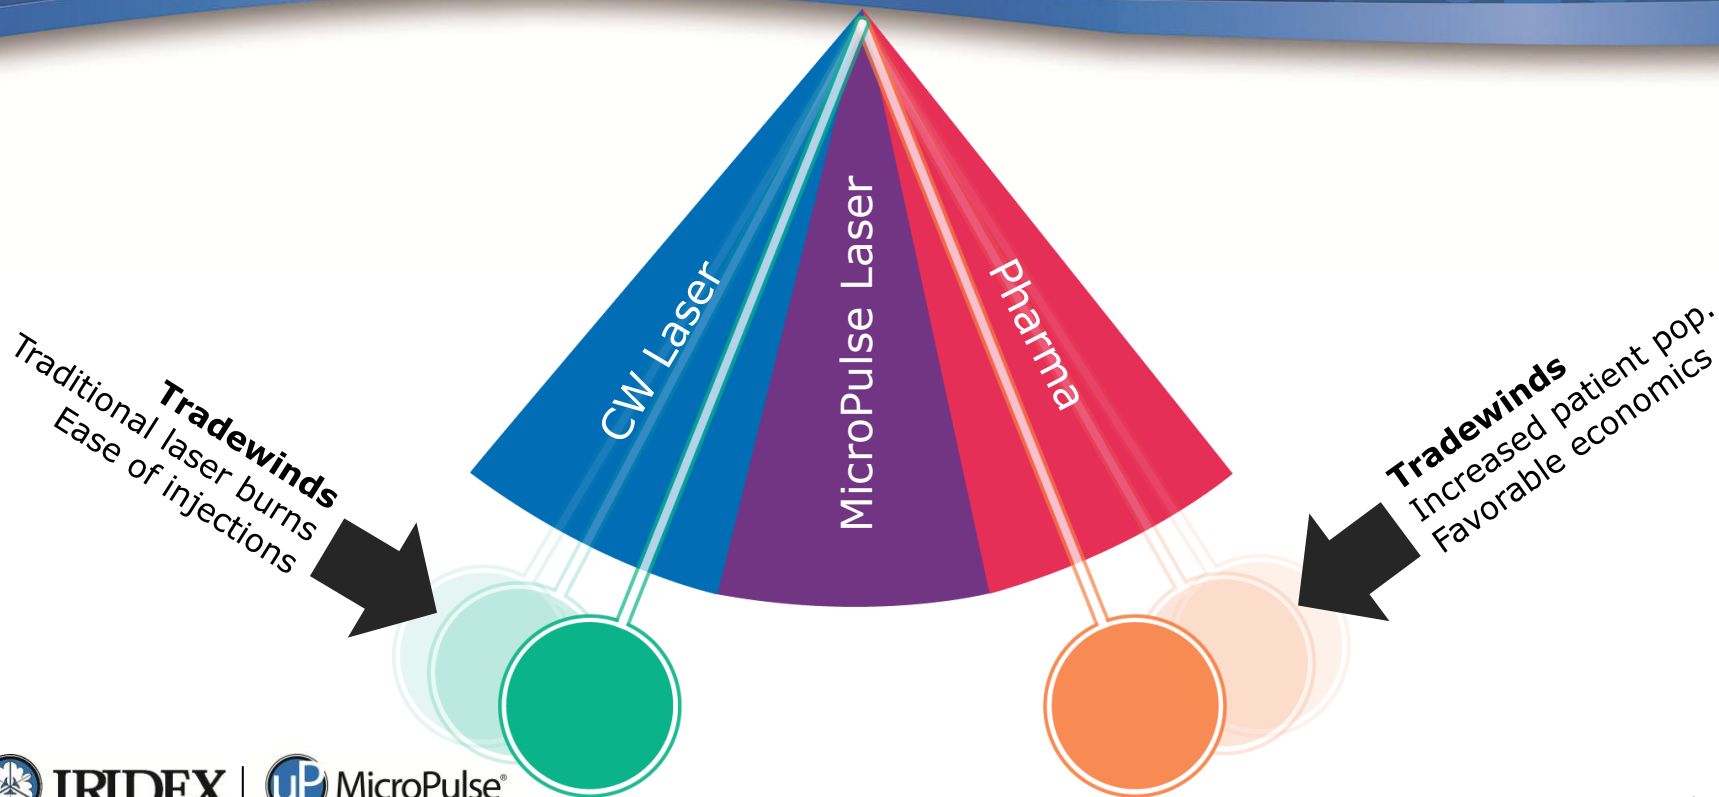 CW Laser
MicroPulse Laser
Pharma
Tradewinds
Traditional laser burns
Ease of injections
Tradewinds
Increased patient pop.
Favorable economics
IRIDEX | µP MicroPulse®